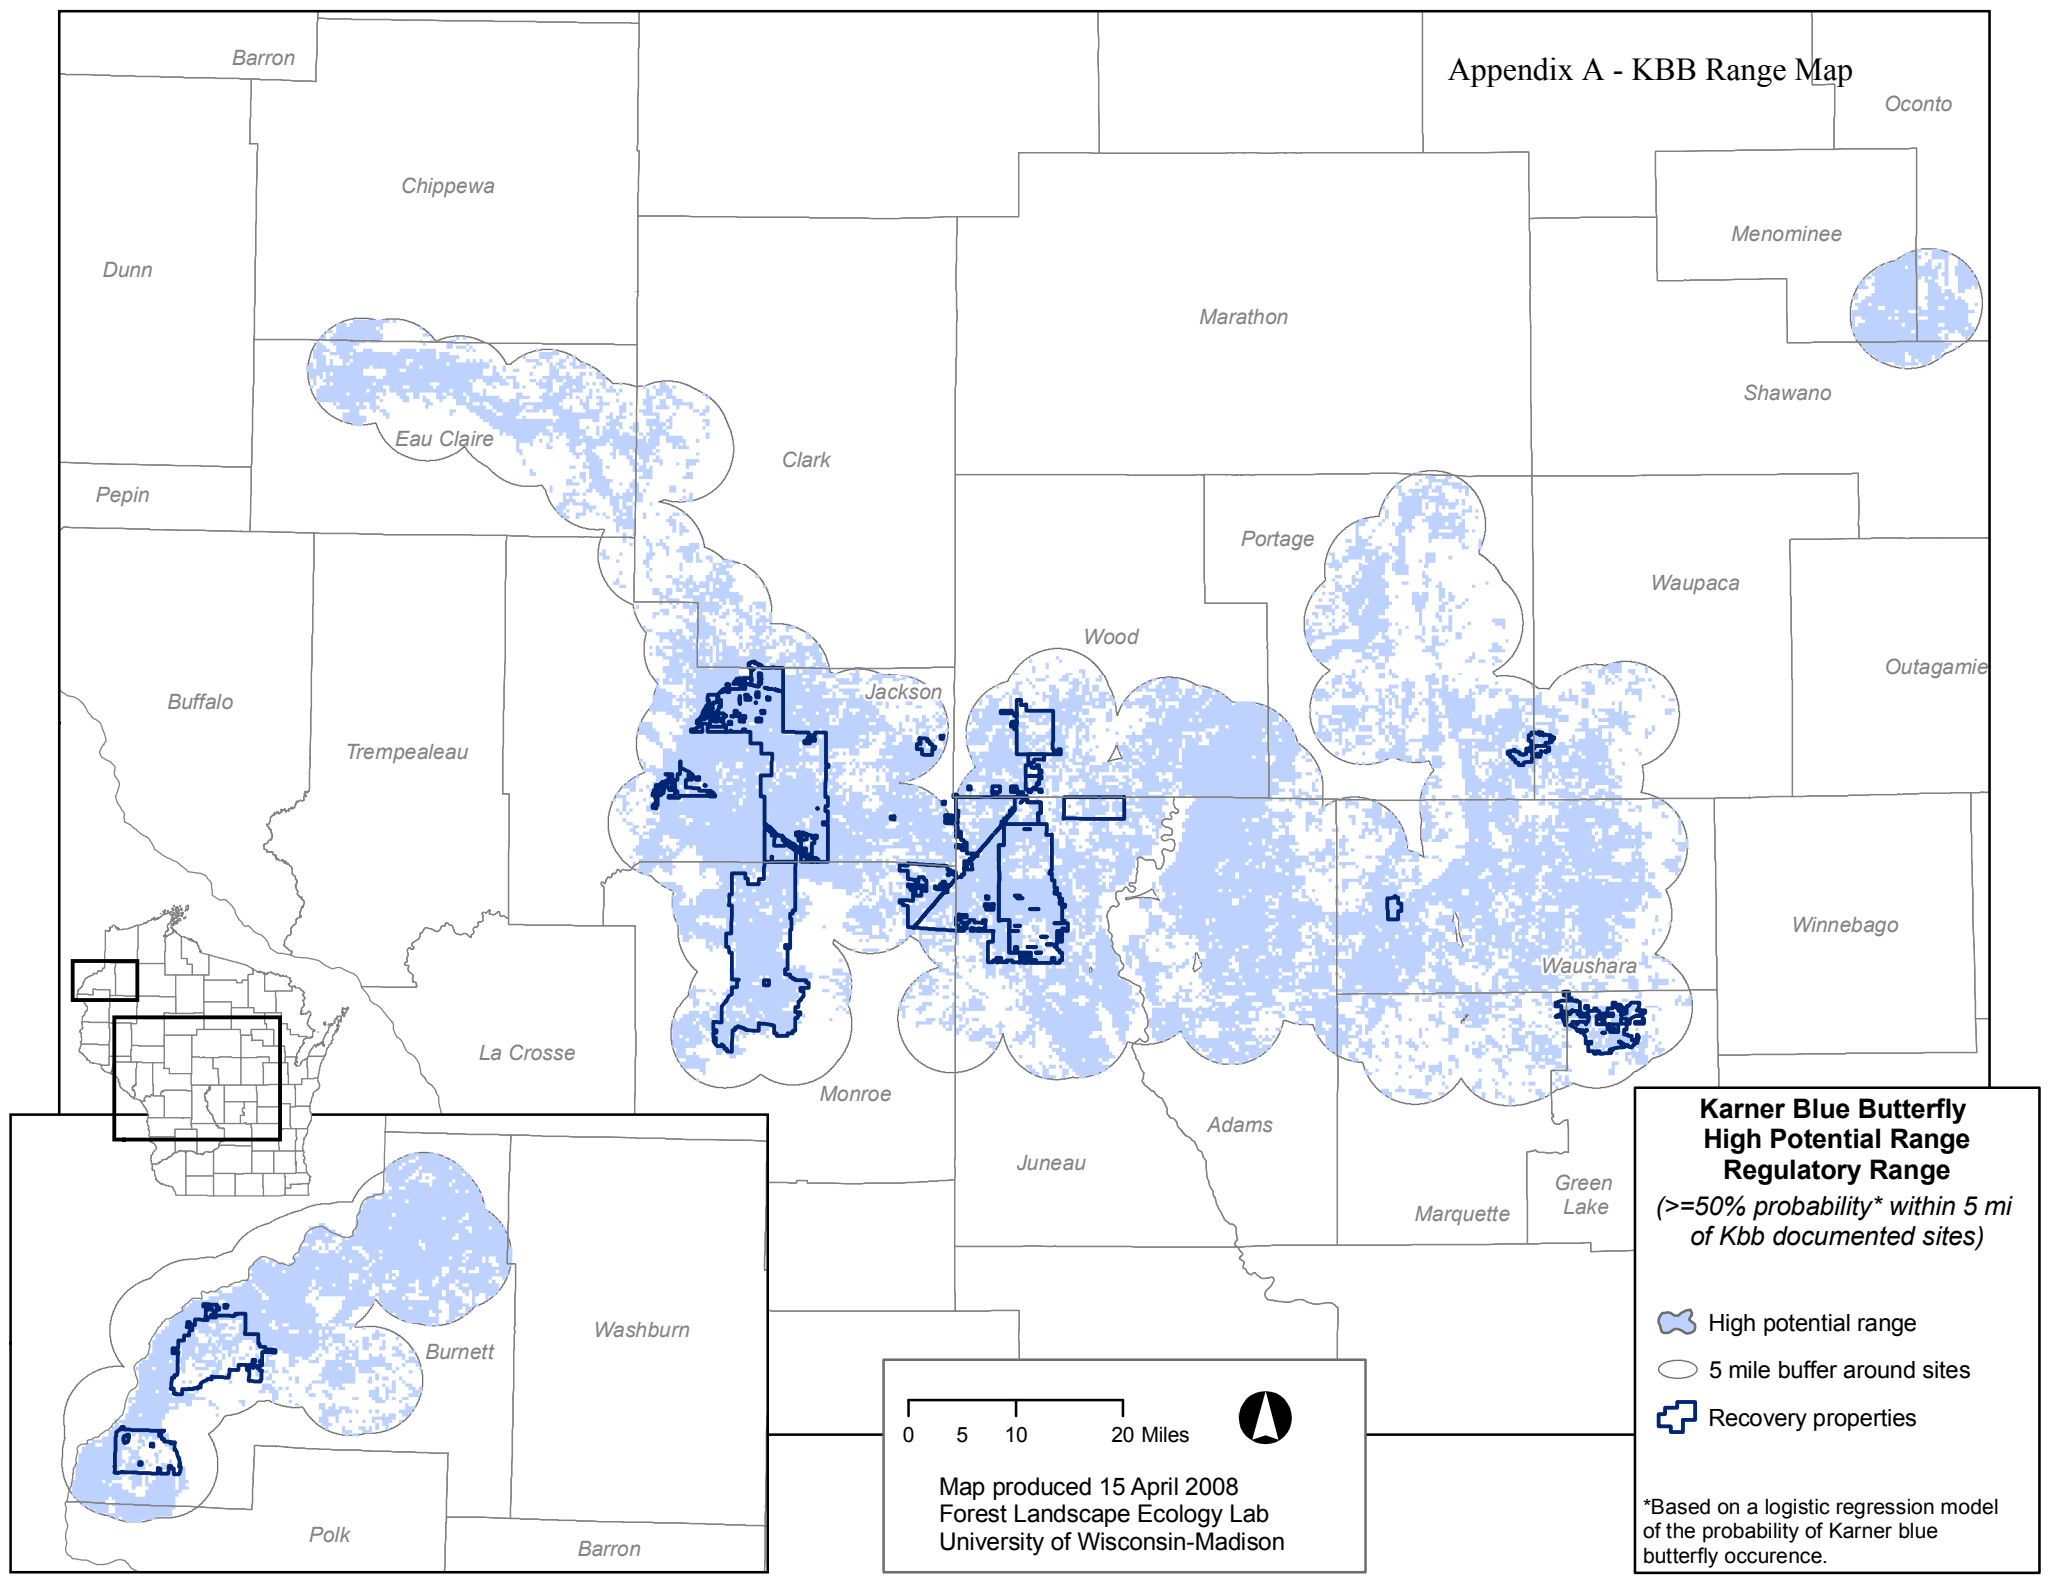 Appendix A - KBB Range Map
Barron
Oconto
Chippewa
Menominee
Dunn
Marathon
Shawano
Eau Claire
Clark
Pepin
Portage
Waupaca
Wood
Outagamie
Jackson
Buffalo
Trempealeau
Winnebago
Waushara
La Crosse
Monroe
Adams
Juneau
Green
Lake
Marquette
Washburn
Burnett
Polk
Barron
0 5 10 20 Miles
Map produced 15 April 2008
Forest Landscape Ecology Lab
University of Wisconsin-Madison
Karner Blue Butterfly
High Potential Range
Regulatory Range
(>=50% probability* within 5 mi
of Kbb documented sites)
High potential range
5 mile buffer around sites
Recovery properties
*Based on a logistic regression model
of the probability of Karner blue
butterfly occurence.